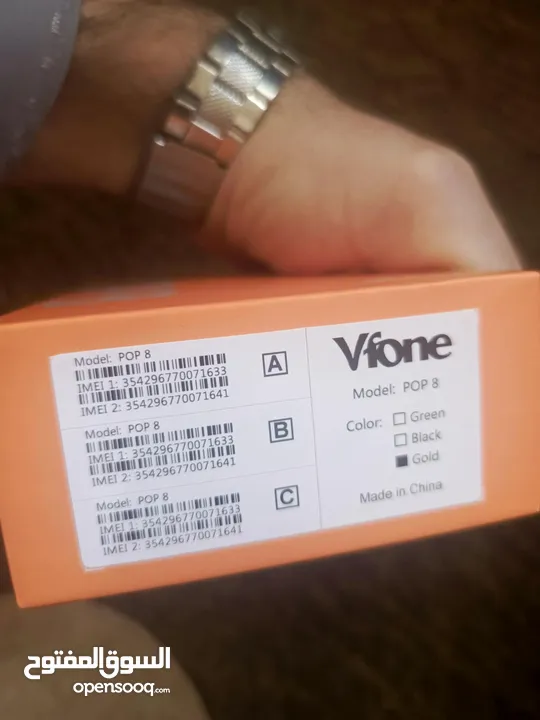 Model: POP 8
IMEI 1: 354296770071633
IMEI 2: 354296770071641
A
Model: POP 8
IMEI 1: 354296770071633
IMEI 2: 354296770071641
B
Model: POP 8
IMEI 1: 354296770071633
IMEI 2: 354296770071641
C
Vfone
Model: POP 8
Color: Green
Black
Gold
Made in China
السوق المفتوح
opensooq.com